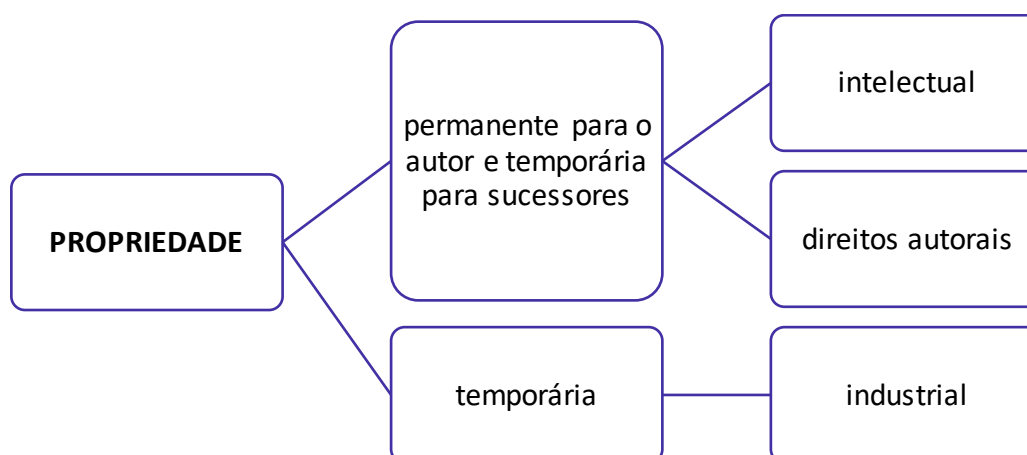 PROPRIEDADE
permanente para o
autor e temporária
para sucessores
intelectual
direitos autorais
temporária
industrial